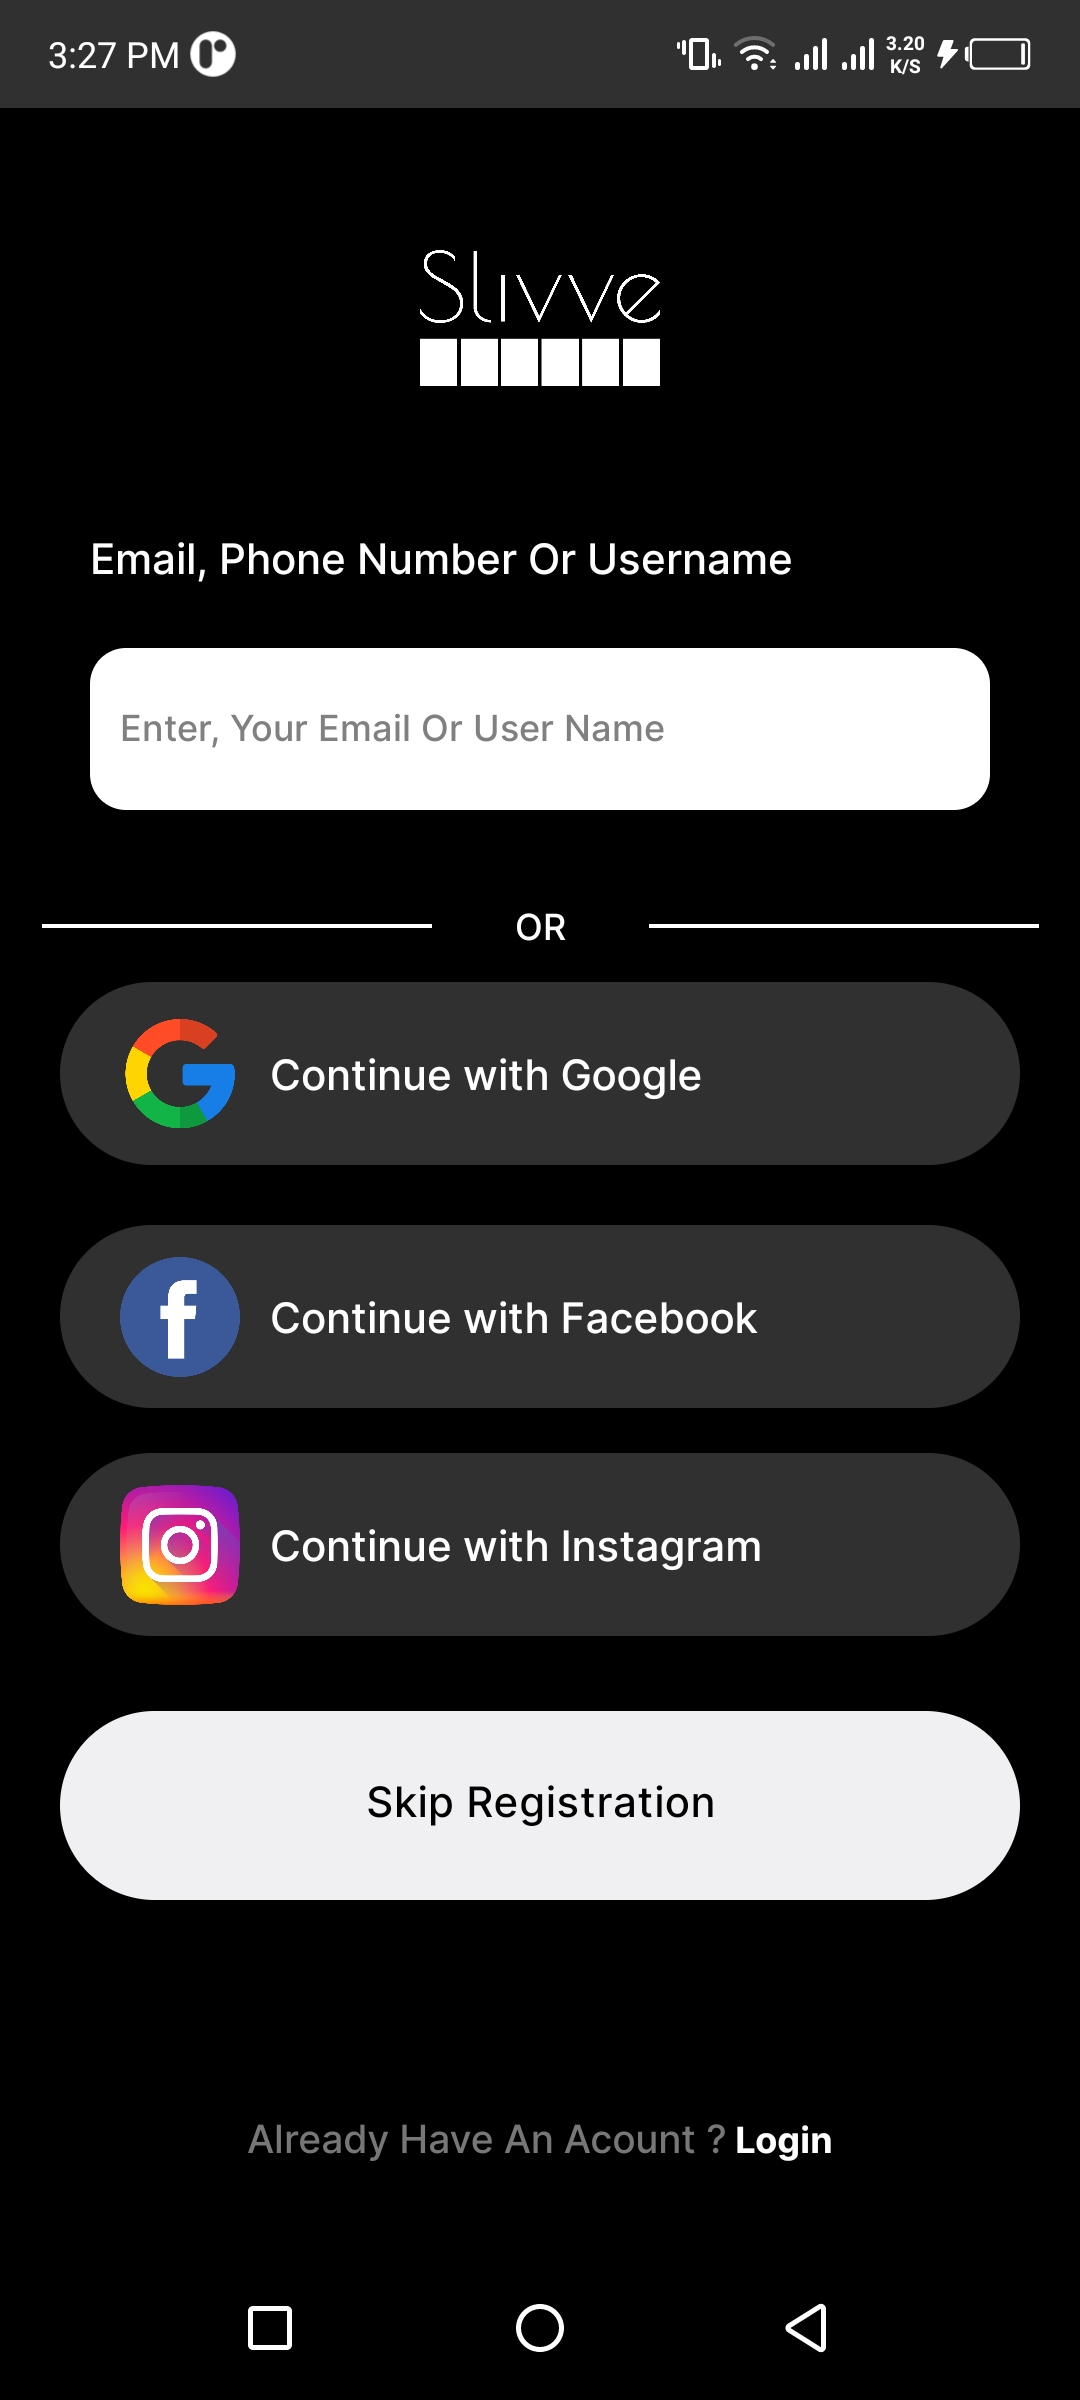 3:27 PM
3.20
K/S
Slivve
Email, Phone Number Or Username
Enter, Your Email Or User Name
OR
Continue with Google
Continue with Facebook
Continue with Instagram
Skip Registration
Already Have An Acount ? Login